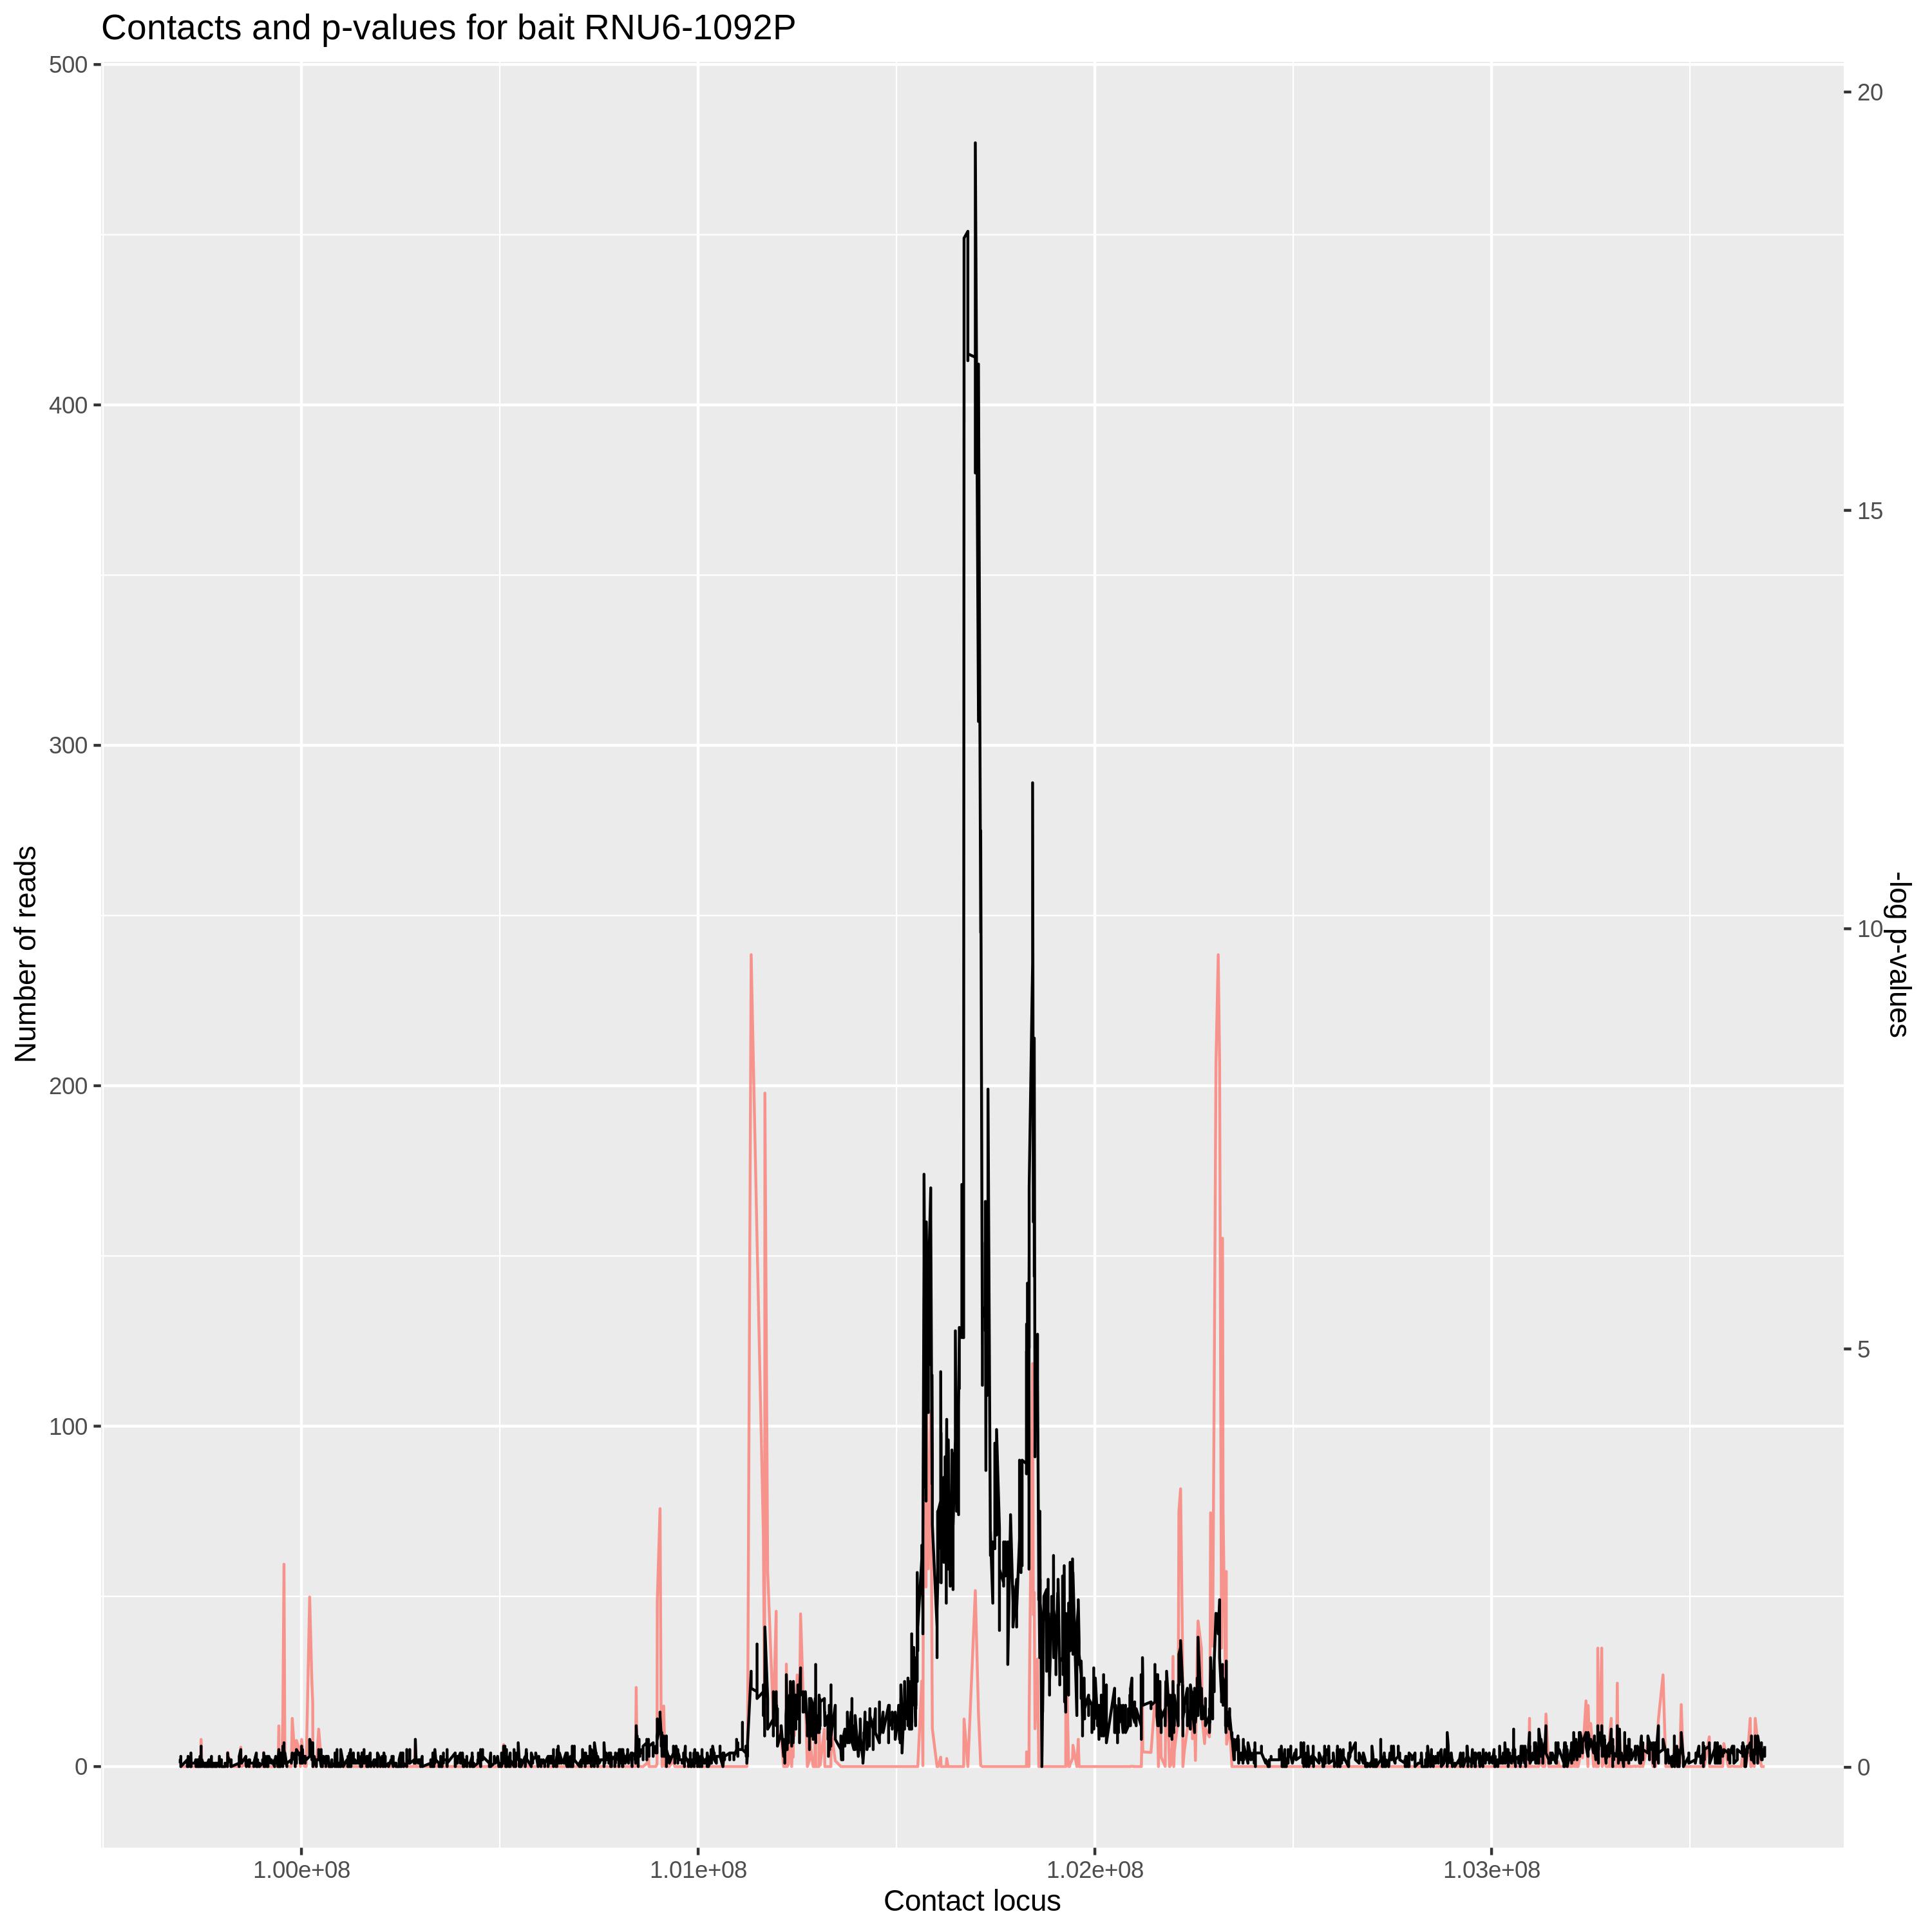 Contacts and p-values for bait RNU6-1092P
500
400
300
200
100
0
Number of reads
20
15
10
5
0
-log p-values
1.00e+08
1.01e+08
1.02e+08
1.03e+08
Contact locus